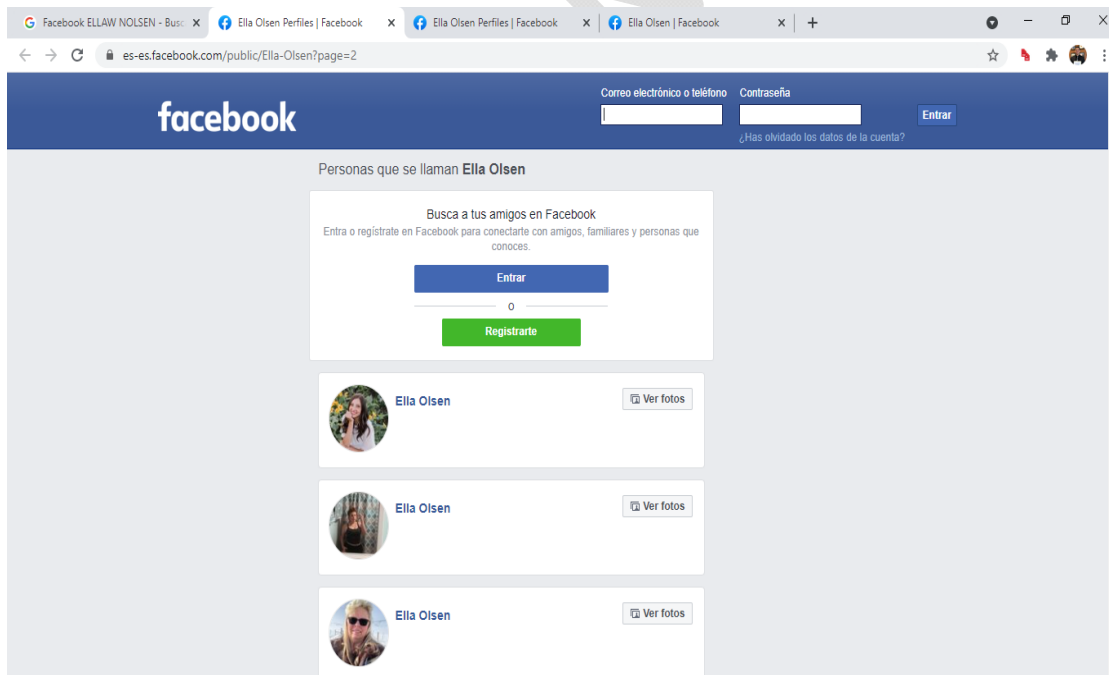 Facebook ELLAW NOLSEN - Busc
Ella Olsen Perfiles | Facebook
Ella Olsen Perfiles | Facebook
Ella Olsen | Facebook
es-es.facebook.com/public/Ella-Olsen?page=2
facebook
Correo electrónico o teléfono
Contraseña
Entrar
¿Has olvidado los datos de la cuenta?
Personas que se llaman Ella Olsen
Busca a tus amigos en Facebook
Entra o regístrate en Facebook para conectarte con amigos, familiares y personas que
conoces.
Entrar
O
Registrarte
Ella Olsen
Ver fotos
Ella Olsen
Ver fotos
Ella Olsen
Ver fotos